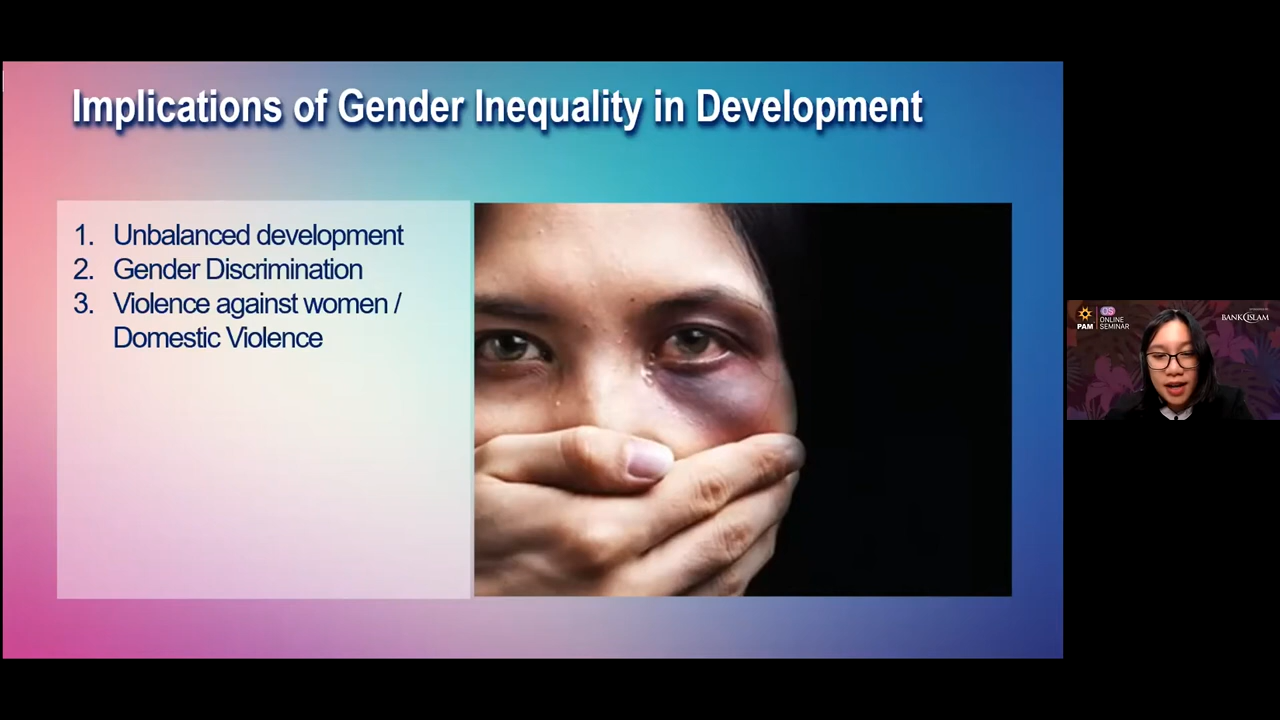 Implications of Gender Inequality in Development
1. Unbalanced development
2. Gender Discrimination
3. Violence against women /
Domestic Violence
PAM
OS
ONLINE
SEMINAR
BANK ISLAM